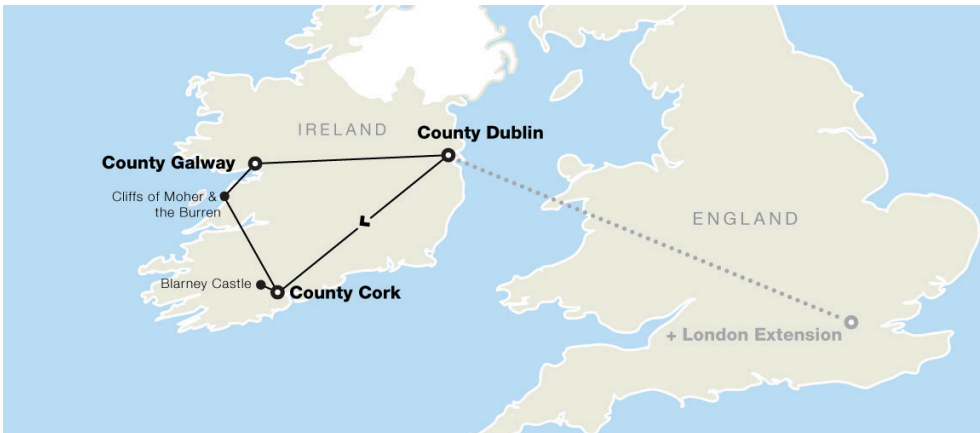 IRELAND
County Dublin
County Galway
Cliffs of Moher &
the Burren
ENGLAND
Blarney Castle
County Cork
+ London Extension